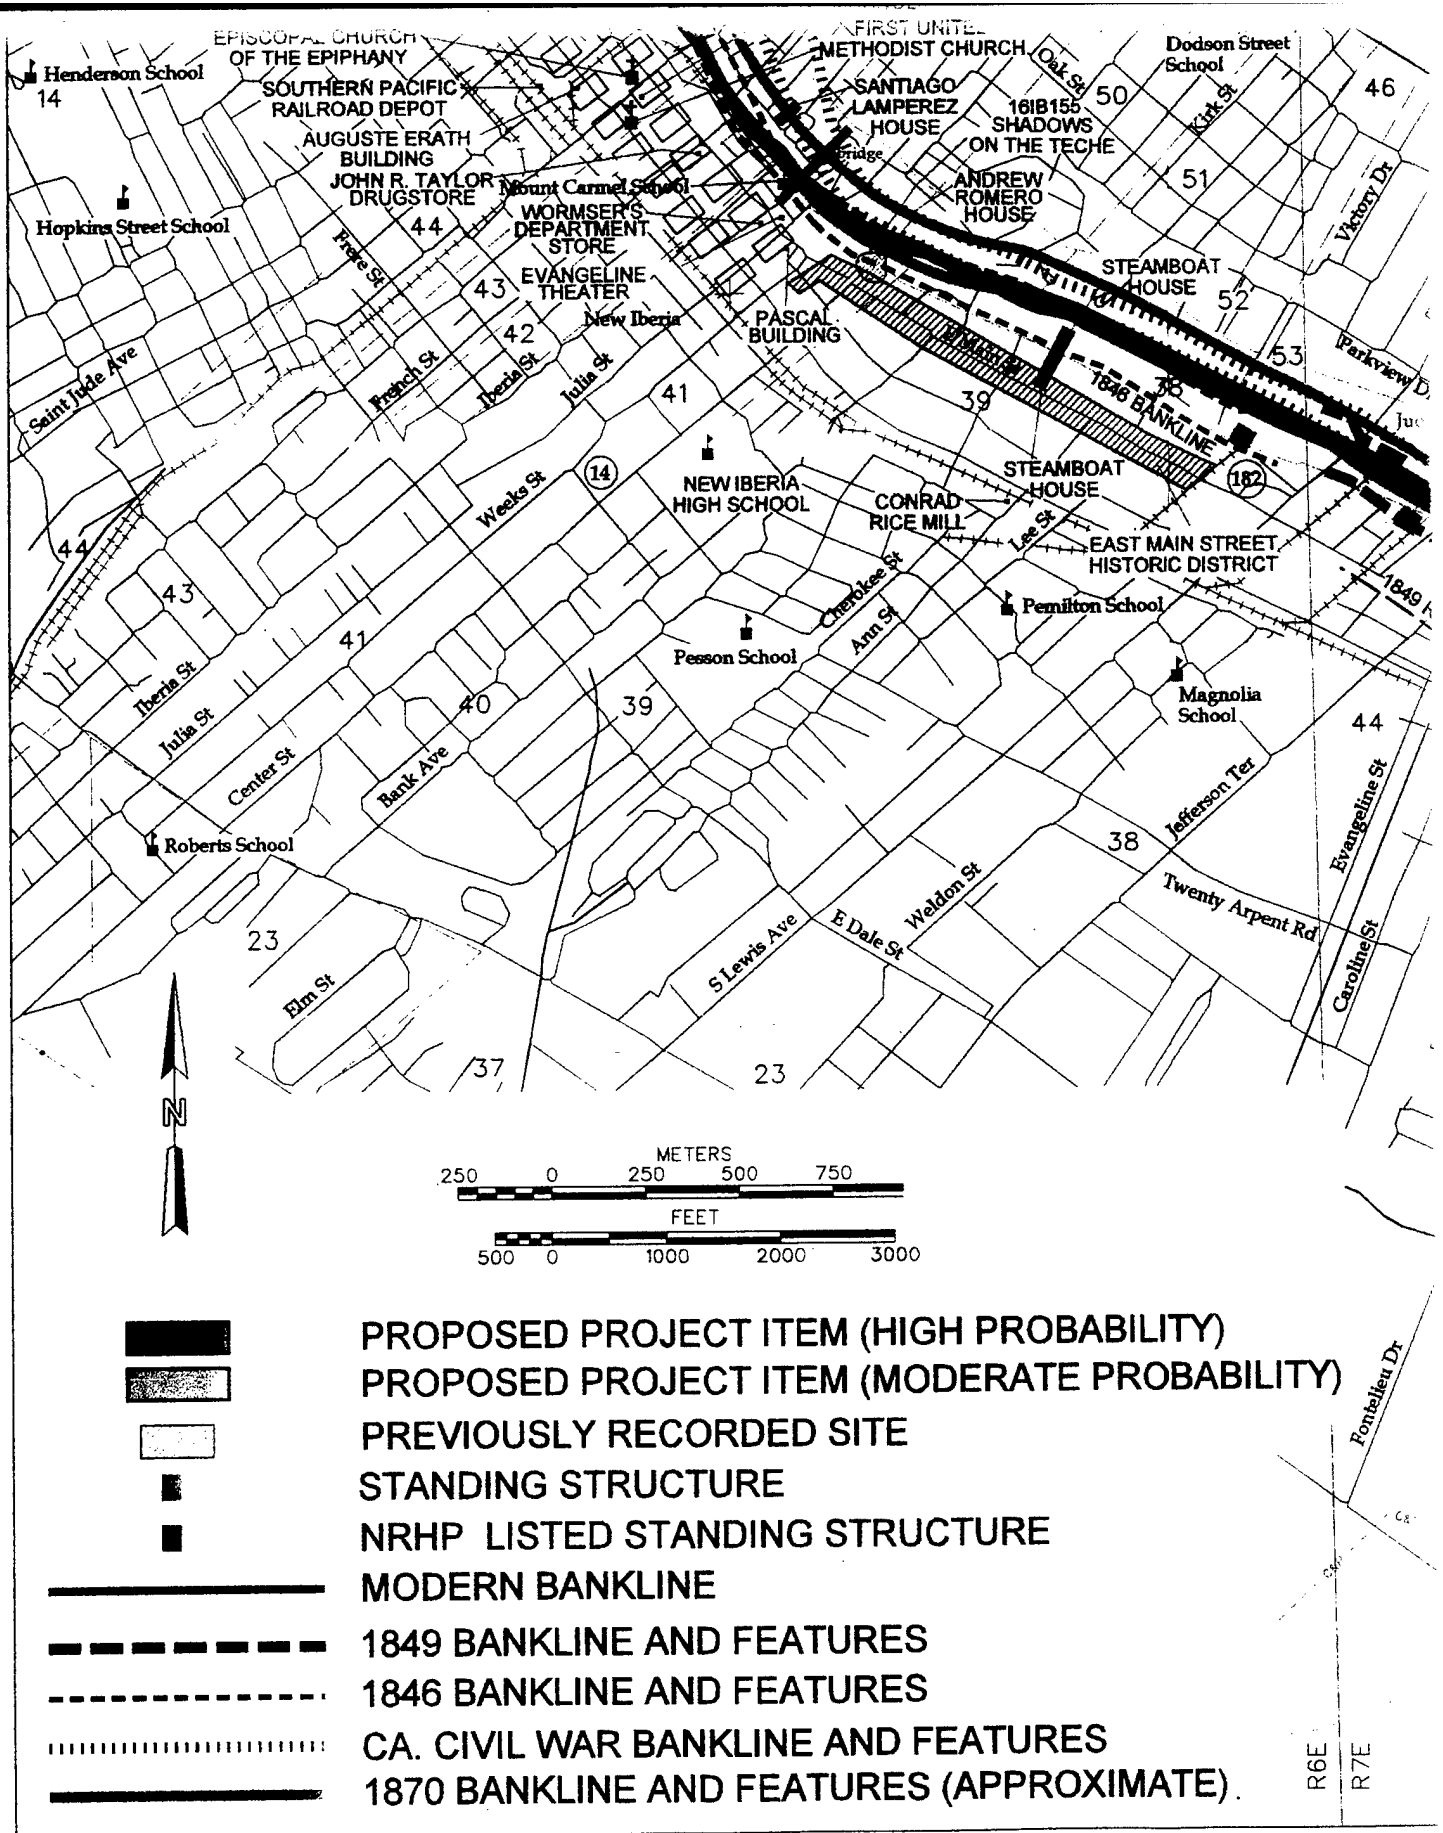 EPISCOPAL CHURCH
OF THE EPIPHANY
FIRST UNITE
METHODIST CHURCH
Dodson Street
School
Henderson School
14
SOUTHERN PACIFIC
RAILROAD DEPOT
SANTIAGO
LAMPEREZ
HOUSE
Oak St
50
Kirk St
46
16IB155
SHADOWS
ON THE TECHE
AUGUSTE ERATH
BUILDING
bridge
JOHN R. TAYLOR
DRUGSTORE
Mount Carmel School
ANDREW
ROMERO
HOUSE
51
Victory Dr
Hopkins Street School
44
WORMSER'S
DEPARTMENT
STORE
Frere St
43
EVANGELINE
THEATER
STEAMBOAT
HOUSE
52
42
New Iberia
PASCAL
BUILDING
E Main St
53
Parkview D
Saint Jude Ave
French St
Iberia St
Julia St
41
39
38
1846 BANKLINE
Weeks St
14
NEW IBERIA
HIGH SCHOOL
CONRAD
RICE MILL
STEAMBOAT
HOUSE
182
Lee St
EAST MAIN STREET
HISTORIC DISTRICT
44
43
Cherokee St
Ann St
Pemilton School
1849
41
Pesson School
Iberia St
Julia St
40
39
Magnolia
School
44
Center St
Bank Ave
Jefferson Ter
Evangeline St
Roberts School
38
Weldon St
Twenty Arpent Rd
23
S Lewis Ave
E Dale St
Caroline St
Elm St
37
23
N
METERS
250 0 250 500 750
FEET
500 0 1000 2000 3000
PROPOSED PROJECT ITEM (HIGH PROBABILITY)
PROPOSED PROJECT ITEM (MODERATE PROBABILITY)
PREVIOUSLY RECORDED SITE
STANDING STRUCTURE
NRHP LISTED STANDING STRUCTURE
MODERN BANKLINE
1849 BANKLINE AND FEATURES
1846 BANKLINE AND FEATURES
CA. CIVIL WAR BANKLINE AND FEATURES
1870 BANKLINE AND FEATURES (APPROXIMATE).
Fontelieu Dr
R6E
R7E